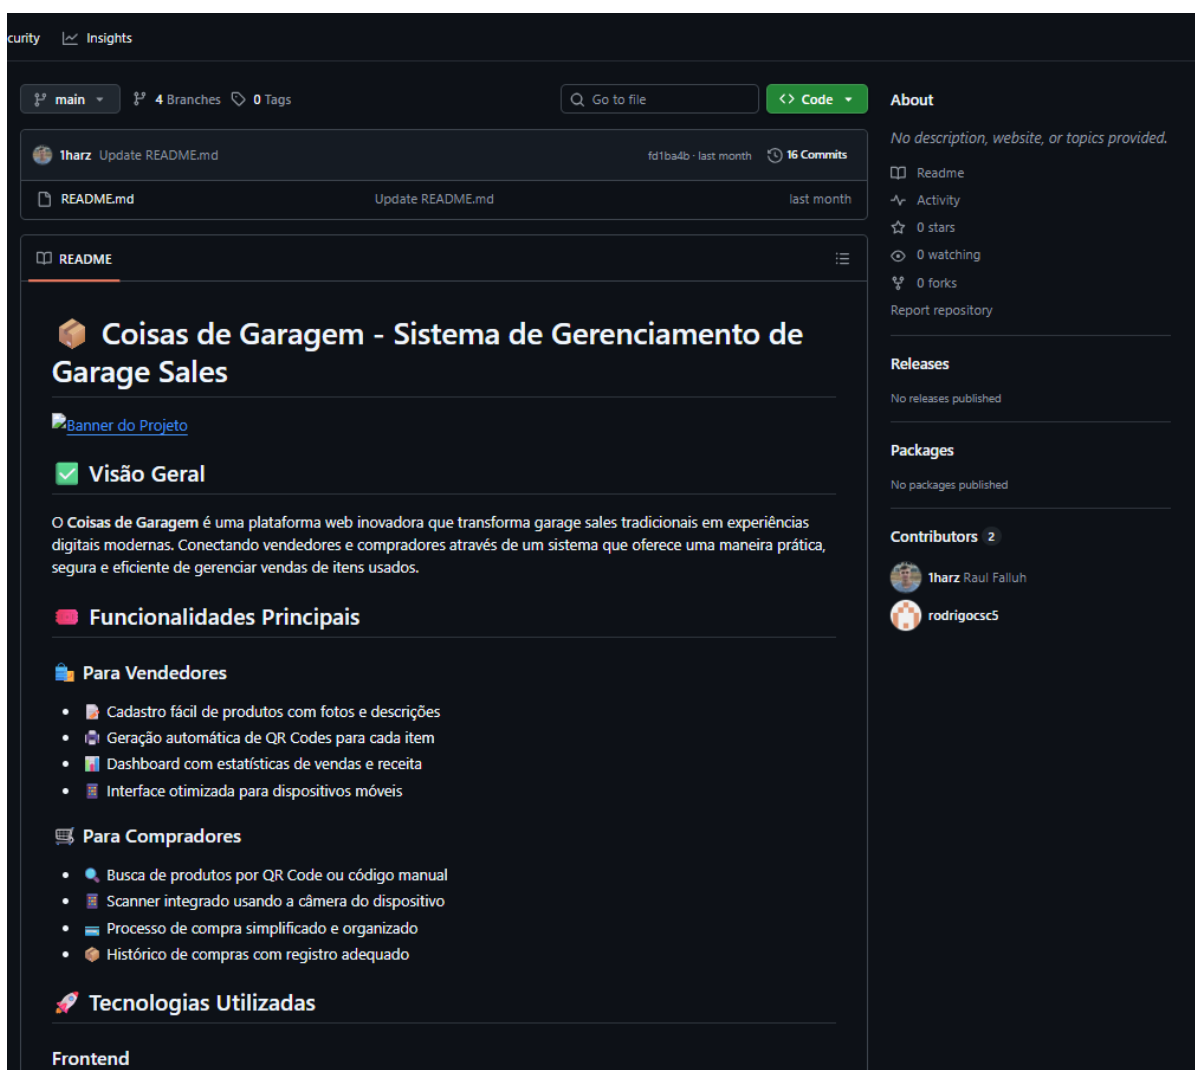 curity Insights
main 4 Branches 0 Tags Go to file Code
1harz Update README.md fd1ba4b · last month 16 Commits
README.md Update README.md last month
README
Coisas de Garagem - Sistema de Gerenciamento de
Garage Sales
Banner do Projeto
Visão Geral
O Coisas de Garagem é uma plataforma web inovadora que transforma garage sales tradicionais em experiências
digitais modernas. Conectando vendedores e compradores através de um sistema que oferece uma maneira prática,
segura e eficiente de gerenciar vendas de itens usados.
Funcionalidades Principais
Para Vendedores
Cadastro fácil de produtos com fotos e descrições
Geração automática de QR Codes para cada item
Dashboard com estatísticas de vendas e receita
Interface otimizada para dispositivos móveis
Para Compradores
Busca de produtos por QR Code ou código manual
Scanner integrado usando a câmera do dispositivo
Processo de compra simplificado e organizado
Histórico de compras com registro adequado
Tecnologias Utilizadas
Frontend
About
No description, website, or topics provided.
Readme
Activity
0 stars
0 watching
0 forks
Report repository
Releases
No releases published
Packages
No packages published
Contributors 2
1harz Raul Falluh
rodrigocsc5